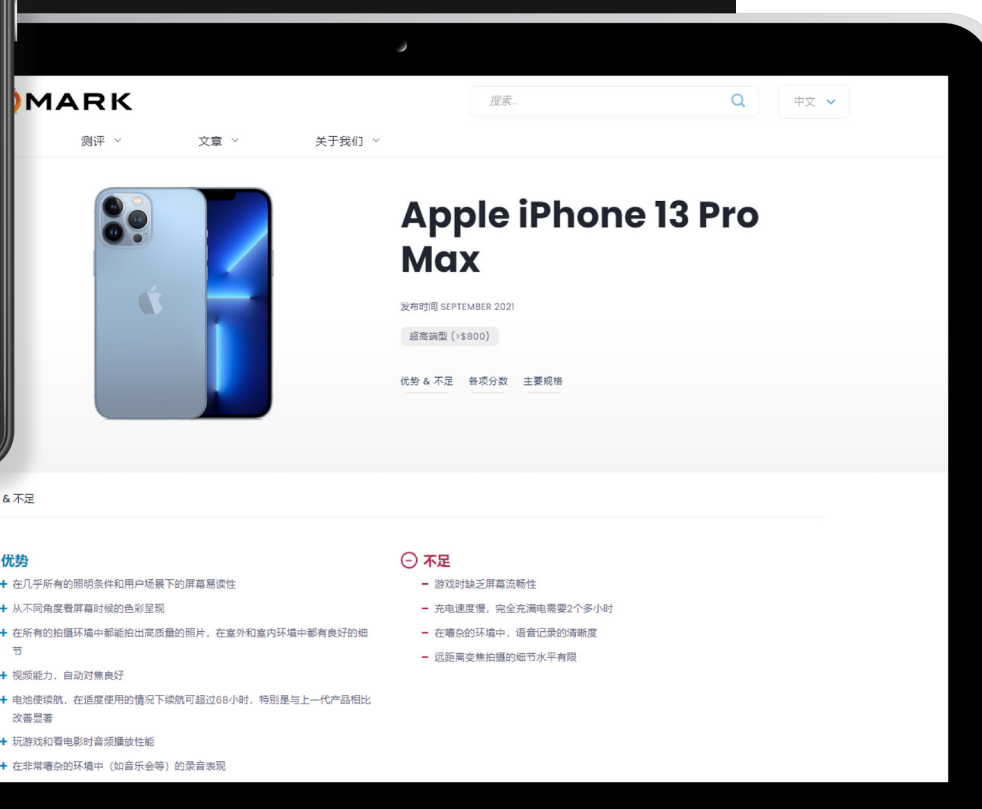 MARK
搜索...
中文
测评
文章
关于我们
Apple iPhone 13 Pro
Max
发布时间 SEPTEMBER 2021
超高端型 (>$800)
优势 & 不足 各项分数 主要规格
& 不足
优势
+ 在几乎所有的照明条件和用户场景下的屏幕易读性
+ 从不同角度看屏幕时候的色彩呈现
+ 在所有的拍摄环境中都能拍出高质量的照片，在室外和室内环境中都有良好的细
节
+ 视频能力，自动对焦良好
+ 电池使续航，在适度使用的情况下续航可超过68小时，特别是与上一代产品相比
改善显著
+ 玩游戏和看电影时音频播放性能
+ 在非常嘈杂的环境中（如音乐会等）的录音表现
不足
- 游戏时缺乏屏幕流畅性
- 充电速度慢，完全充满电需要2个多小时
- 在嘈杂的环境中，语音记录的清晰度
- 远距离变焦拍摄的细节水平有限